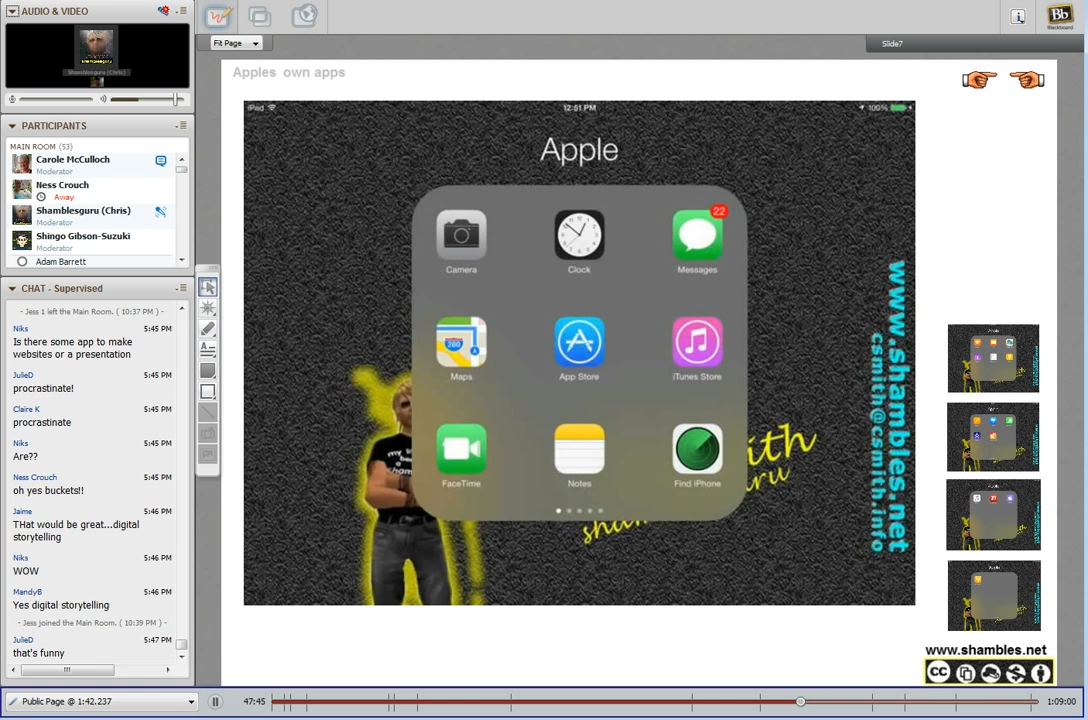 AUDIO & VIDEO
Shamblesguru (Chris)
PARTICIPANTS
MAIN ROOM (53)
Carole McCulloch
Moderator
Ness Crouch
Away
Shamblesguru (Chris)
Moderator
Shingo Gibson-Suzuki
Moderator
Adam Barrett
CHAT - Supervised
- Jess 1 left the Main Room. ( 10:37 PM ) -
Niks 5:45 PM
Is there some app to make
websites or a presentation
JulieD 5:45 PM
procrastinate!
Claire K 5:45 PM
procrastinate
Niks 5:45 PM
Are??
Ness Crouch 5:45 PM
oh yes buckets!!
Jaime 5:46 PM
THat would be great...digital
storytelling
Niks 5:46 PM
WOW
MandyB 5:46 PM
Yes digital storytelling
- Jess joined the Main Room. ( 10:39 PM ) -
JulieD 5:47 PM
that's funny
Fit Page
Slide7
i
Bb
Blackboard
Apples own apps
iPad 12:51 PM 100%
Apple
Camera
Clock
22
Messages
280
Maps
App Store
iTunes Store
FaceTime
Notes
Find iPhone
www.shambles.net
csmith@csmith.info
www.shambles.net
CC
Public Page @ 1:42.237
47:45
1:09:00